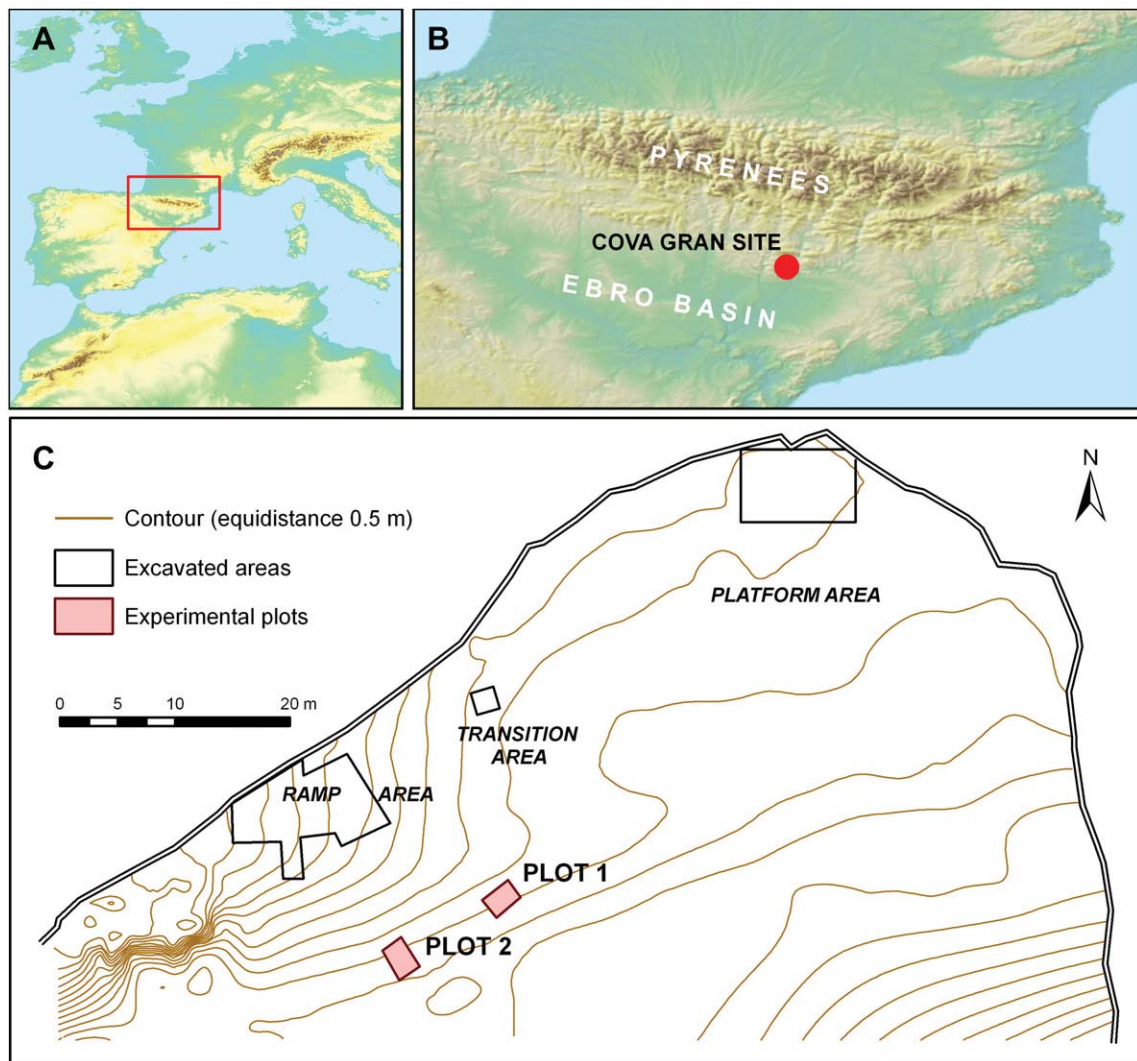 A
B
PYRENEES
COVA GRAN SITE
EBRO BASIN
C
N
Contour (equidistance 0.5 m)
Excavated areas
Experimental plots
0 5 10 20 m
PLATFORM AREA
TRANSITION
AREA
RAMP AREA
PLOT 1
PLOT 2